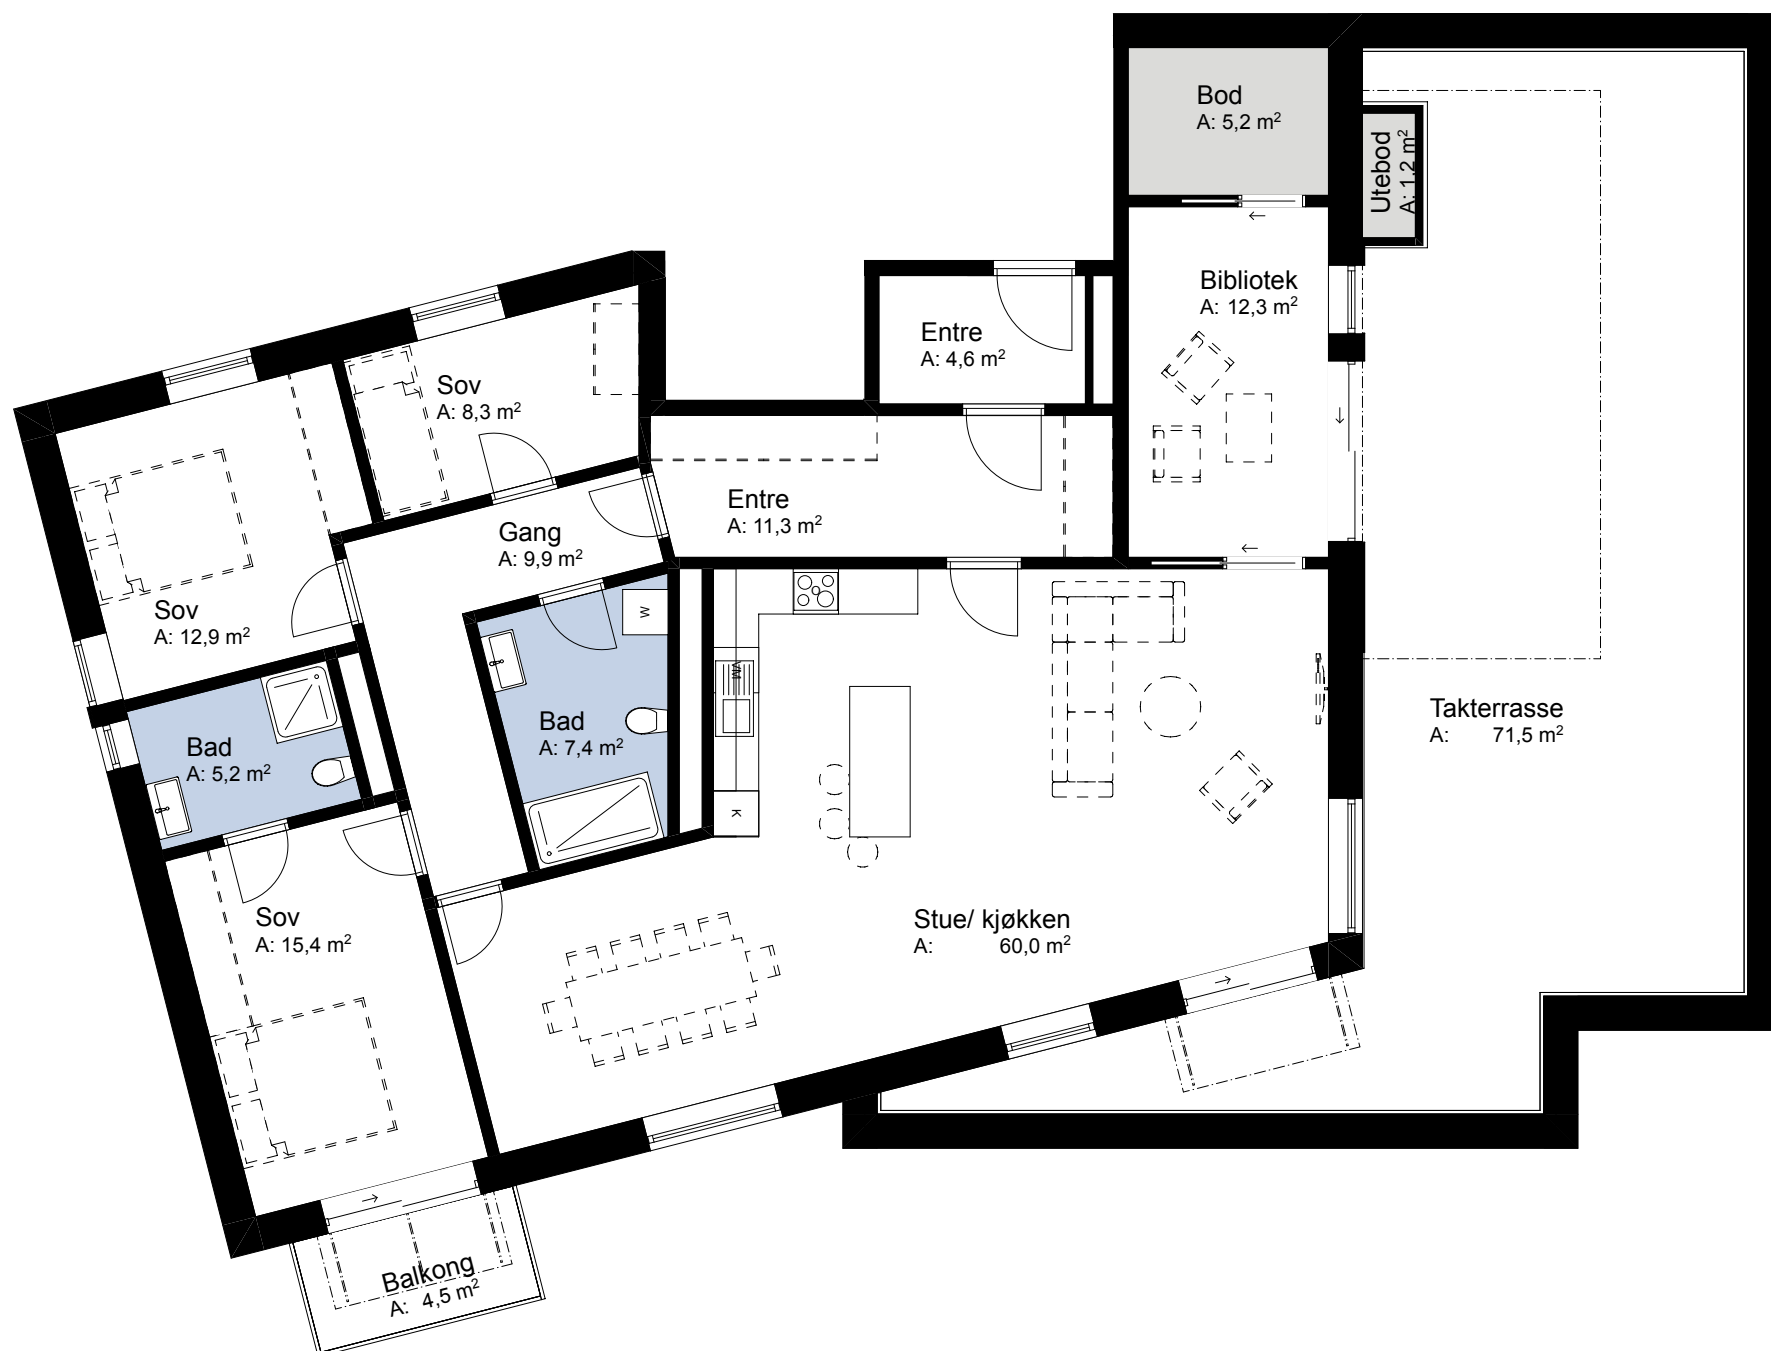 Bod
A: 5,2 m²
Utebod
A: 1,2 m²
Bibliotek
A: 12,3 m²
Entre
A: 4,6 m²
Sov
A: 8,3 m²
Entre
A: 11,3 m²
Gang
A: 9,9 m²
Sov
A: 12,9 m²
W
VM
Bad
A: 7,4 m²
Bad
A: 5,2 m²
K
Takterrasse
A: 71,5 m²
Sov
A: 15,4 m²
Stue/ kjøkken
A: 60,0 m²
Balkong
A: 4,5 m²